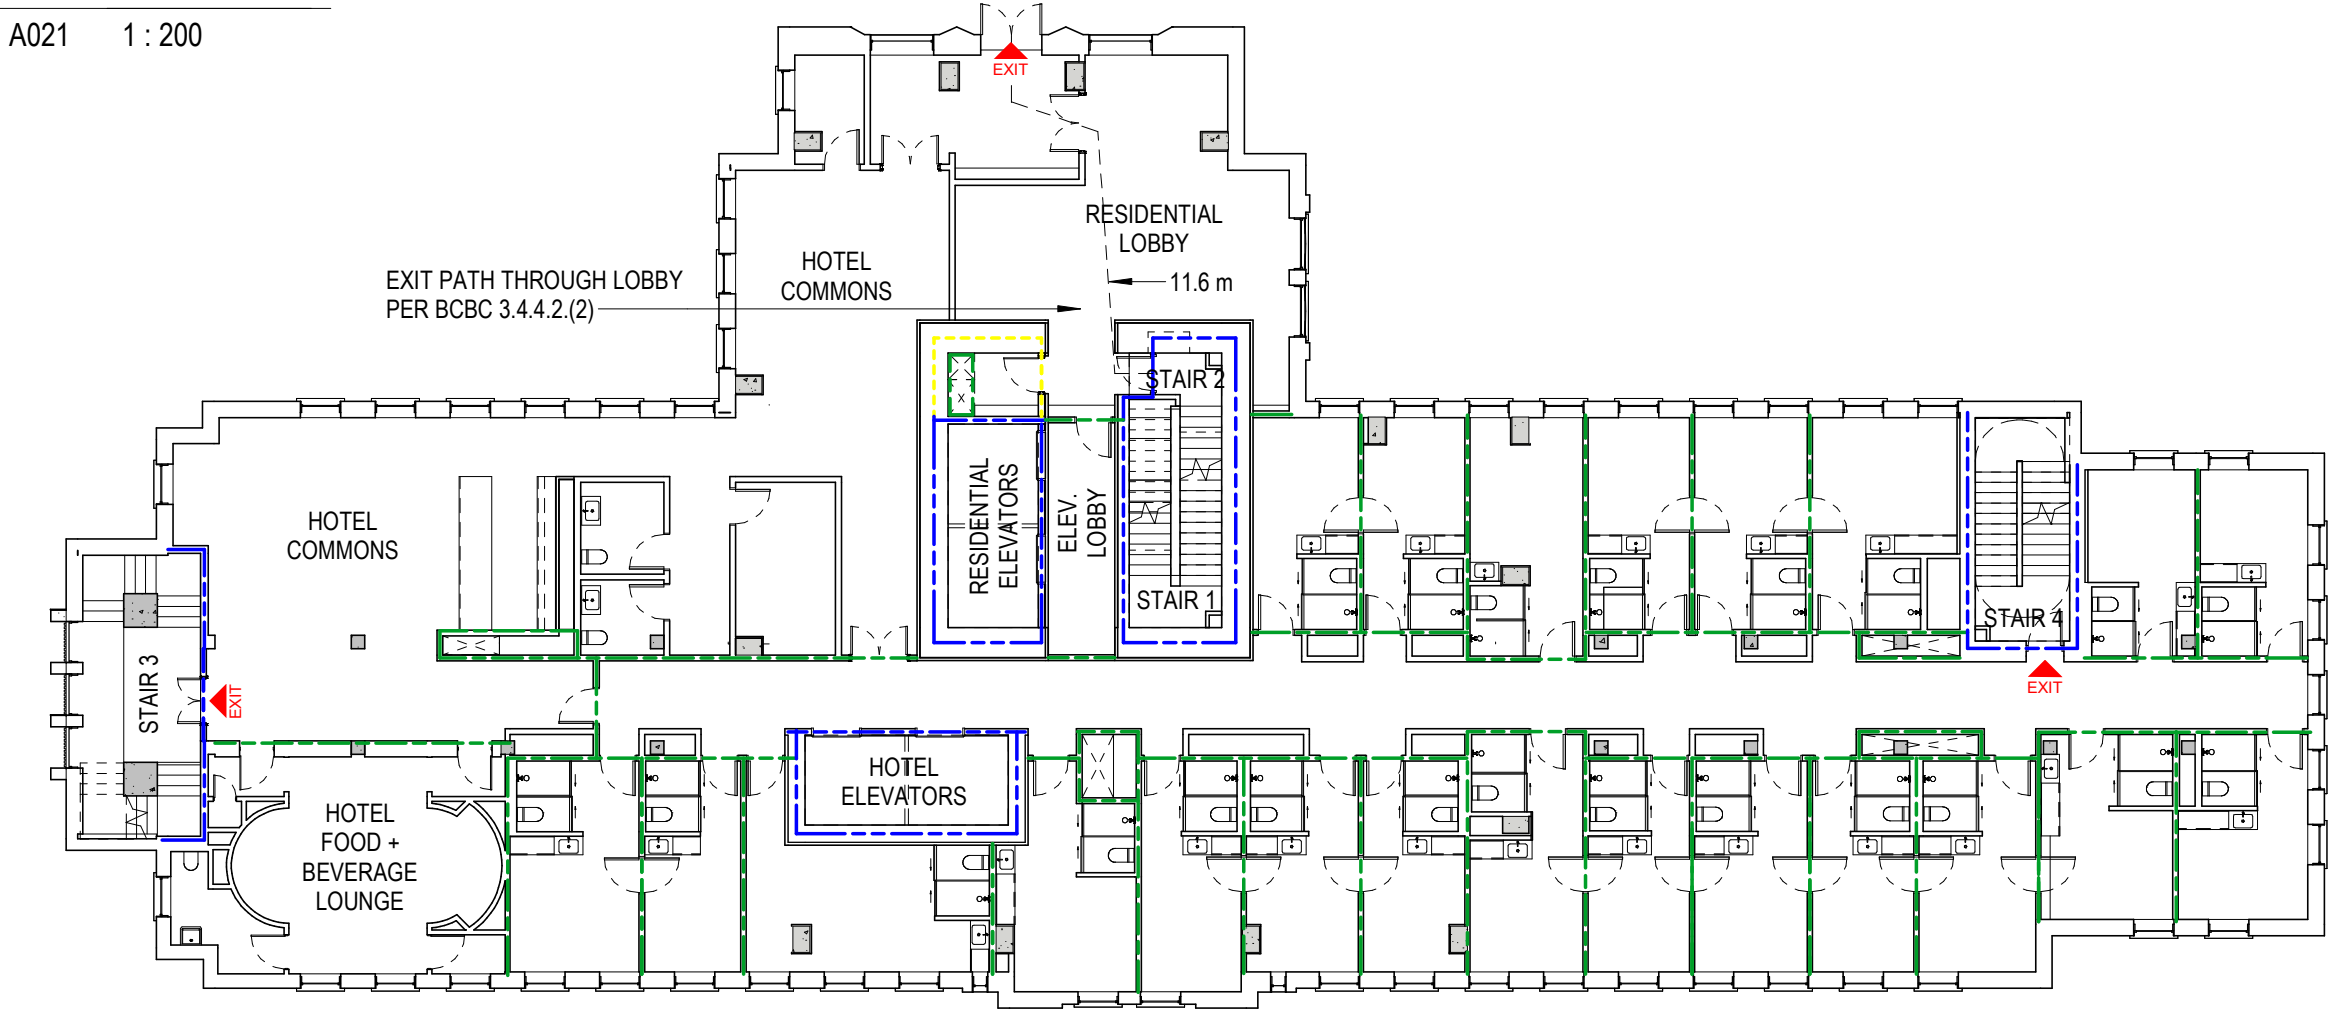 A021 1 : 200
EXIT
RESIDENTIAL
LOBBY
HOTEL
COMMONS
EXIT PATH THROUGH LOBBY
PER BCBC 3.4.4.2.(2)
11.6 m
STAIR 2
X
RESIDENTIAL
ELEVATORS
ELEV.
LOBBY
HOTEL
COMMONS
STAIR 1
STAIR 4
STAIR 3
EXIT
EXIT
HOTEL
ELEVATORS
HOTEL
FOOD +
BEVERAGE
LOUNGE